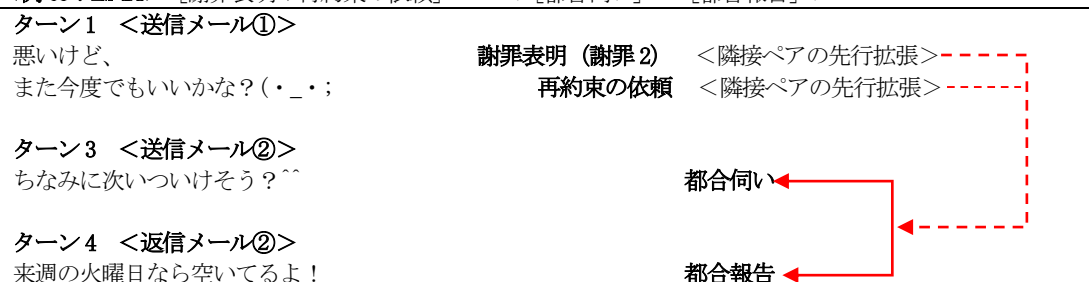 ターン1 <送信メール①>
悪いけど、 謝罪表明(謝罪2) <隣接ペアの先行拡張>
また今度でもいいかな?(・_・; 再約束の依頼 <隣接ペアの先行拡張>
ターン3 <送信メール②>
ちなみに次いついけそう?^^ 都合伺い
ターン4 <返信メール②>
来週の火曜日なら空いてるよ! 都合報告